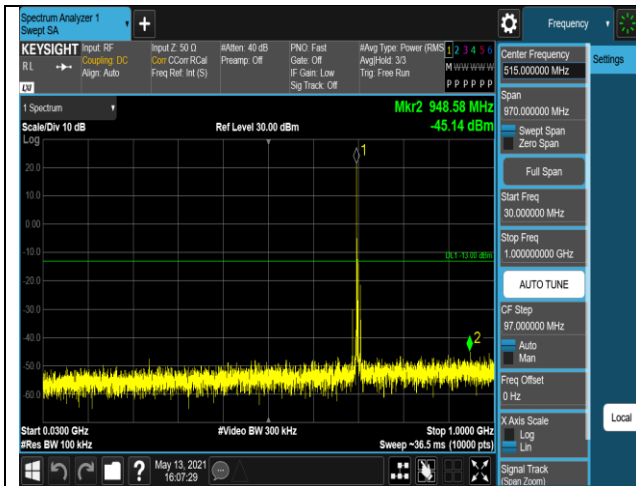 Spectrum Analyzer 1
Swept SA
+
Frequency
KEYSIGHT
RL
LXI
Input: RF
Coupling: DC
Align: Auto
Input Z: 50 Ω
Corr CCorr RCal
Freq Ref: Int (S)
#Atten: 40 dB
Preamp: Off
PNO: Fast
Gate: Off
IF Gain: Low
Sig Track: Off
#Avg Type: Power (RMS
Avg|Hold: 3/3
Trig: Free Run
1 2 3 4 5 6
M W W W W W
P P P P P P
1 Spectrum
Scale/Div 10 dB
Log
Ref Level 30.00 dBm
Mkr2 948.58 MHz
-45.14 dBm
1
20.0
10.0
0.00
-10.0
DL1 -13.00 dBm
-20.0
-30.0
-40.0
2
-50.0
-60.0
Start 0.0300 GHz
#Res BW 100 kHz
#Video BW 300 kHz
Stop 1.0000 GHz
Sweep ~36.5 ms (10000 pts)
?
May 13, 2021
16:07:29
Center Frequency
515.000000 MHz
Settings
Span
970.000000 MHz
Swept Span
Zero Span
Full Span
Start Freq
30.000000 MHz
Stop Freq
1.000000000 GHz
AUTO TUNE
CF Step
97.000000 MHz
Auto
Man
Freq Offset
0 Hz
X Axis Scale
Log
Lin
Local
Signal Track
(Span Zoom)